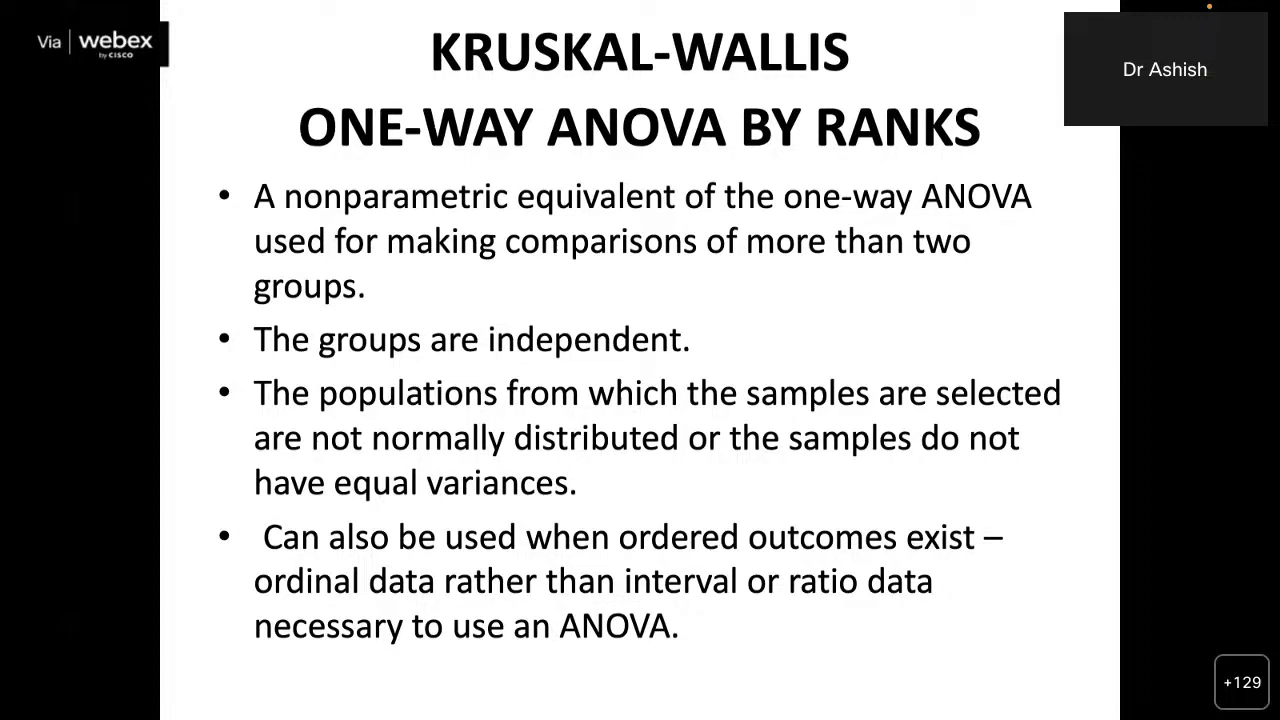 Via | webex
by CISCO
KRUSKAL-WALLIS
ONE-WAY ANOVA BY RANKS
Dr Ashish
• A nonparametric equivalent of the one-way ANOVA
used for making comparisons of more than two
groups.
• The groups are independent.
• The populations from which the samples are selected
are not normally distributed or the samples do not
have equal variances.
• Can also be used when ordered outcomes exist –
ordinal data rather than interval or ratio data
necessary to use an ANOVA.
+129